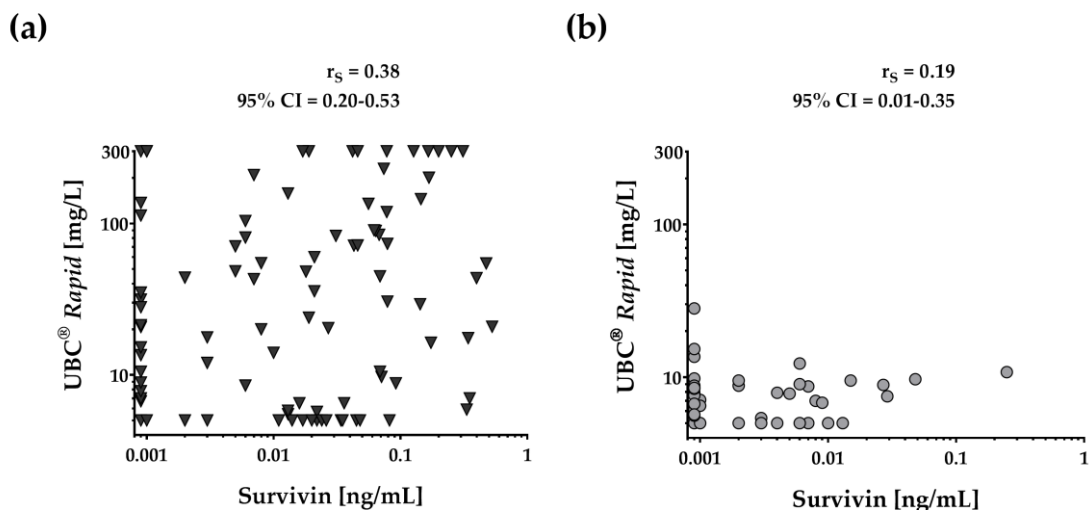 (a)
r_S = 0.38
95% CI = 0.20-0.53
300
100
10
UBC® Rapid [mg/L]
0.001
0.01
0.1
1
Survivin [ng/mL]
(b)
r_S = 0.19
95% CI = 0.01-0.35
300
100
10
UBC® Rapid [mg/L]
0.001
0.01
0.1
1
Survivin [ng/mL]